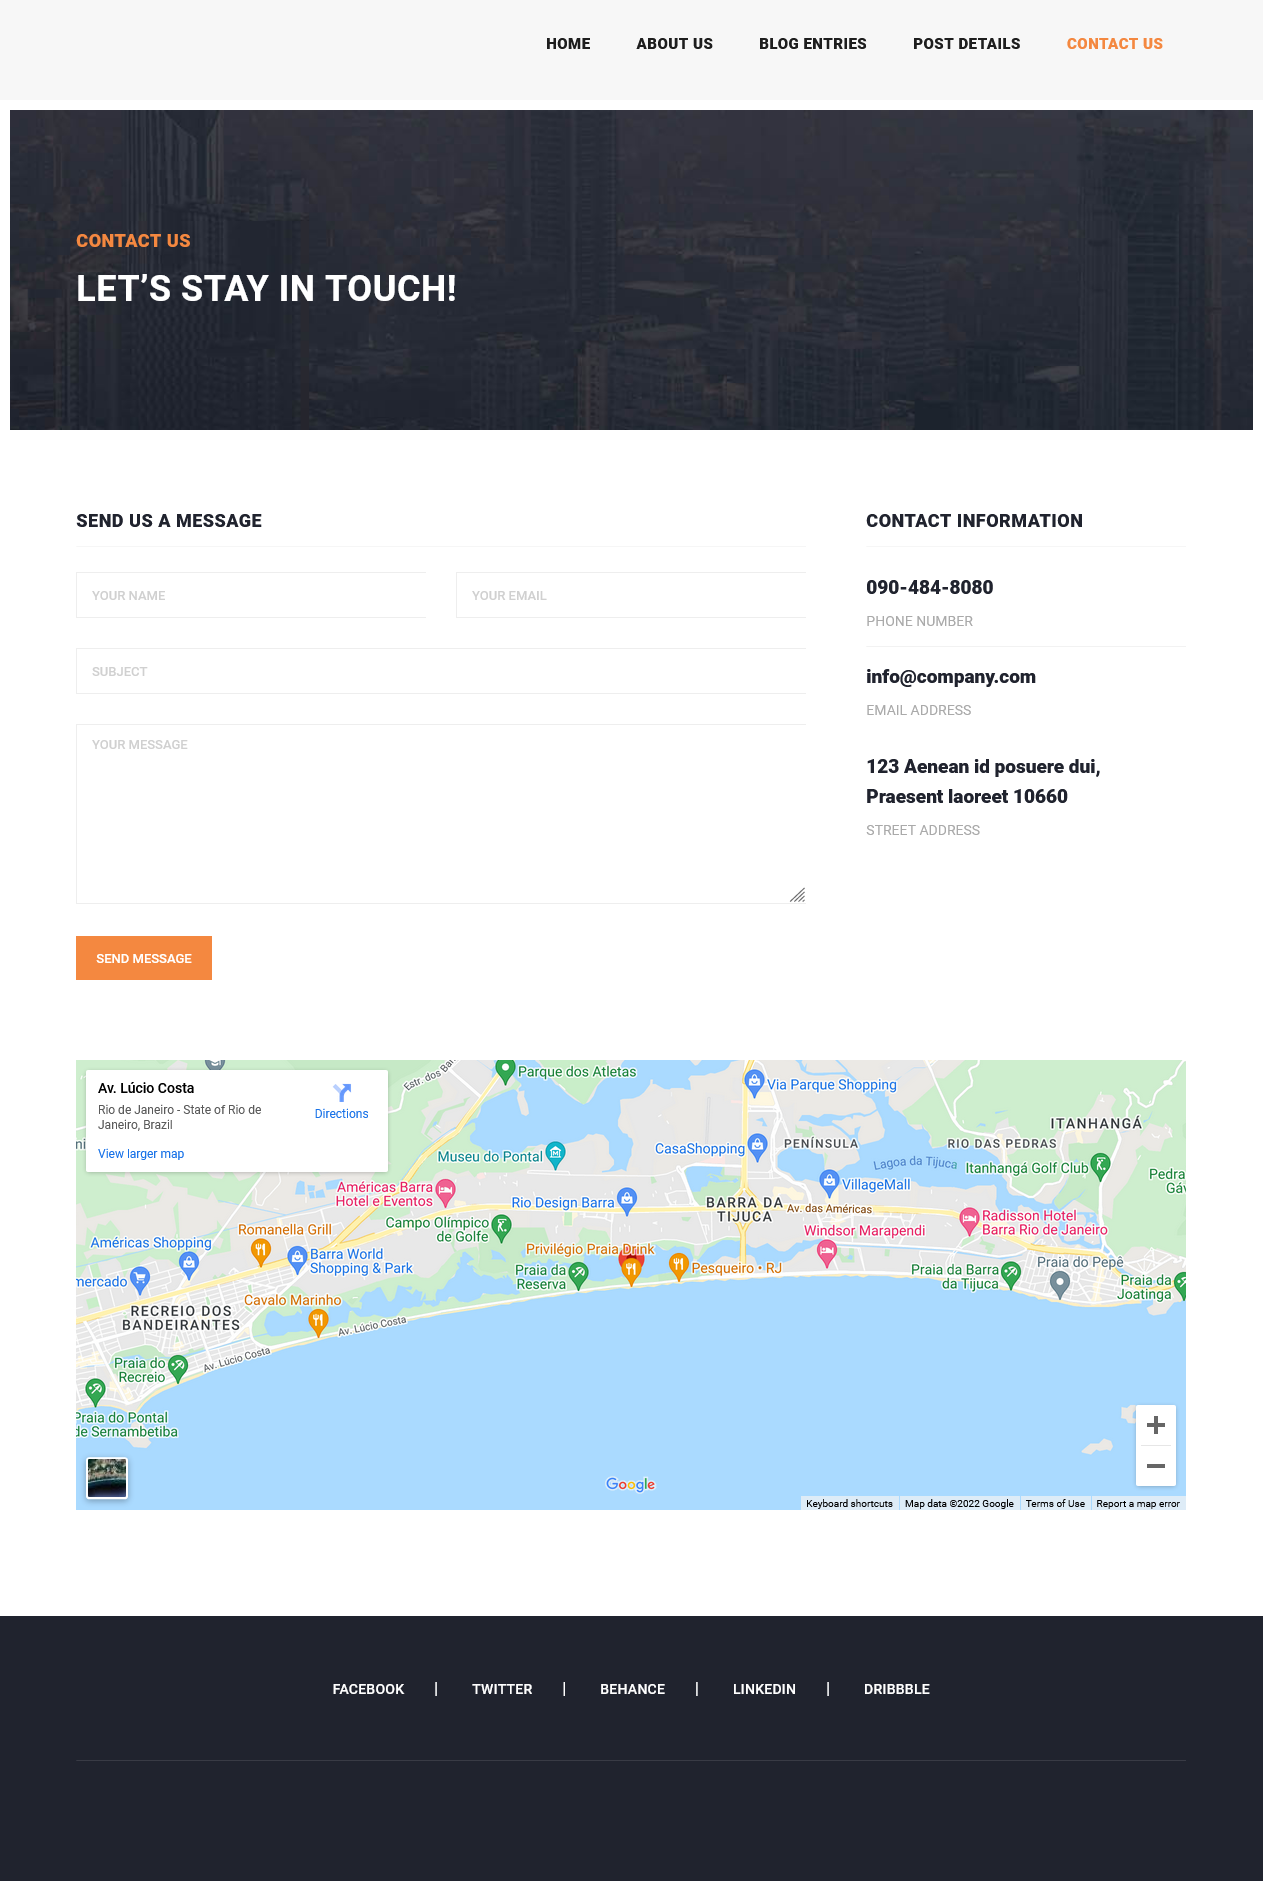 HOME ABOUT US BLOG ENTRIES POST DETAILS CONTACT US
CONTACT US
LET’S STAY IN TOUCH!
SEND US A MESSAGE
YOUR NAME YOUR EMAIL
SUBJECT
YOUR MESSAGE
SEND MESSAGE
CONTACT INFORMATION
090-484-8080
PHONE NUMBER
info@company.com
EMAIL ADDRESS
123 Aenean id posuere dui,
Praesent laoreet 10660
STREET ADDRESS
Av. Lúcio Costa
Rio de Janeiro - State of Rio de
Janeiro, Brazil
Directions
View larger map
Parque dos Atletas
Via Parque Shopping
ITANHANGÁ
CasaShopping
PENÍNSULA
RIO DAS PEDRAS
Museu do Pontal
Lagoa da Tijuca
Itanhangá Golf Club
VillageMall
Américas Barra
Hotel e Eventos
Rio Design Barra
BARRA DA
TIJUCA
Av. das Américas
Campo Olímpico
de Golfe
Radisson Hotel
Barra Rio de Janeiro
Windsor Marapendi
Romanella Grill
Américas Shopping
Barra World
Shopping & Park
Privilégio Praia Drink
Pesqueiro • RJ
Praia da
Reserva
Praia da Barra
da Tijuca
Praia do Pepê
Praia da
Joatinga
Cavalo Marinho
RECREIO DOS
BANDEIRANTES
Av. Lúcio Costa
Av. Lúcio Costa
Praia do
Recreio
Praia do Pontal
de Sernambetiba
Google
Keyboard shortcuts Map data ©2022 Google Terms of Use Report a map error
FACEBOOK | TWITTER | BEHANCE | LINKEDIN | DRIBBBLE